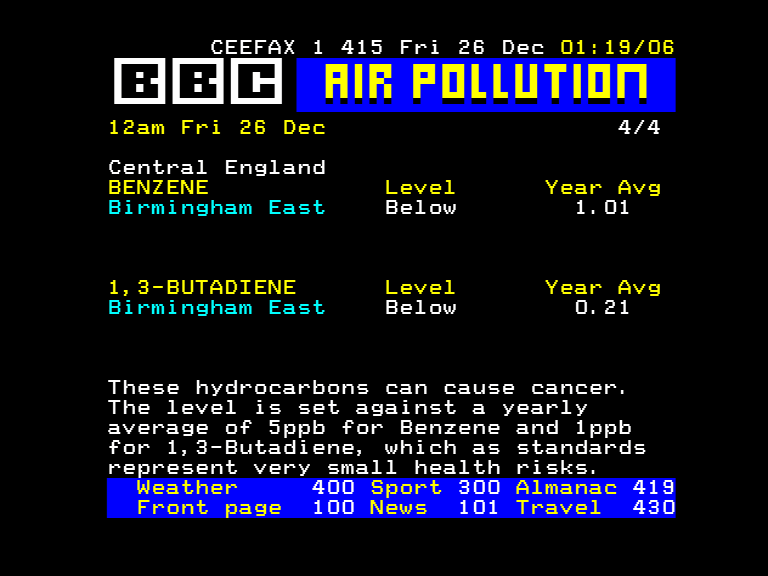 CEEFAX 1 415 Fri 26 Dec 01:19/06
BBC AIR POLLUTION
12am Fri 26 Dec 4/4
Central England
BENZENE Level Year Avg
Birmingham East Below 1.01
1,3-BUTADIENE Level Year Avg
Birmingham East Below 0.21
These hydrocarbons can cause cancer.
The level is set against a yearly
average of 5ppb for Benzene and 1ppb
for 1,3-Butadiene, which as standards
represent very small health risks.
Weather 400 Sport 300 Almanac 419
Front page 100 News 101 Travel 430